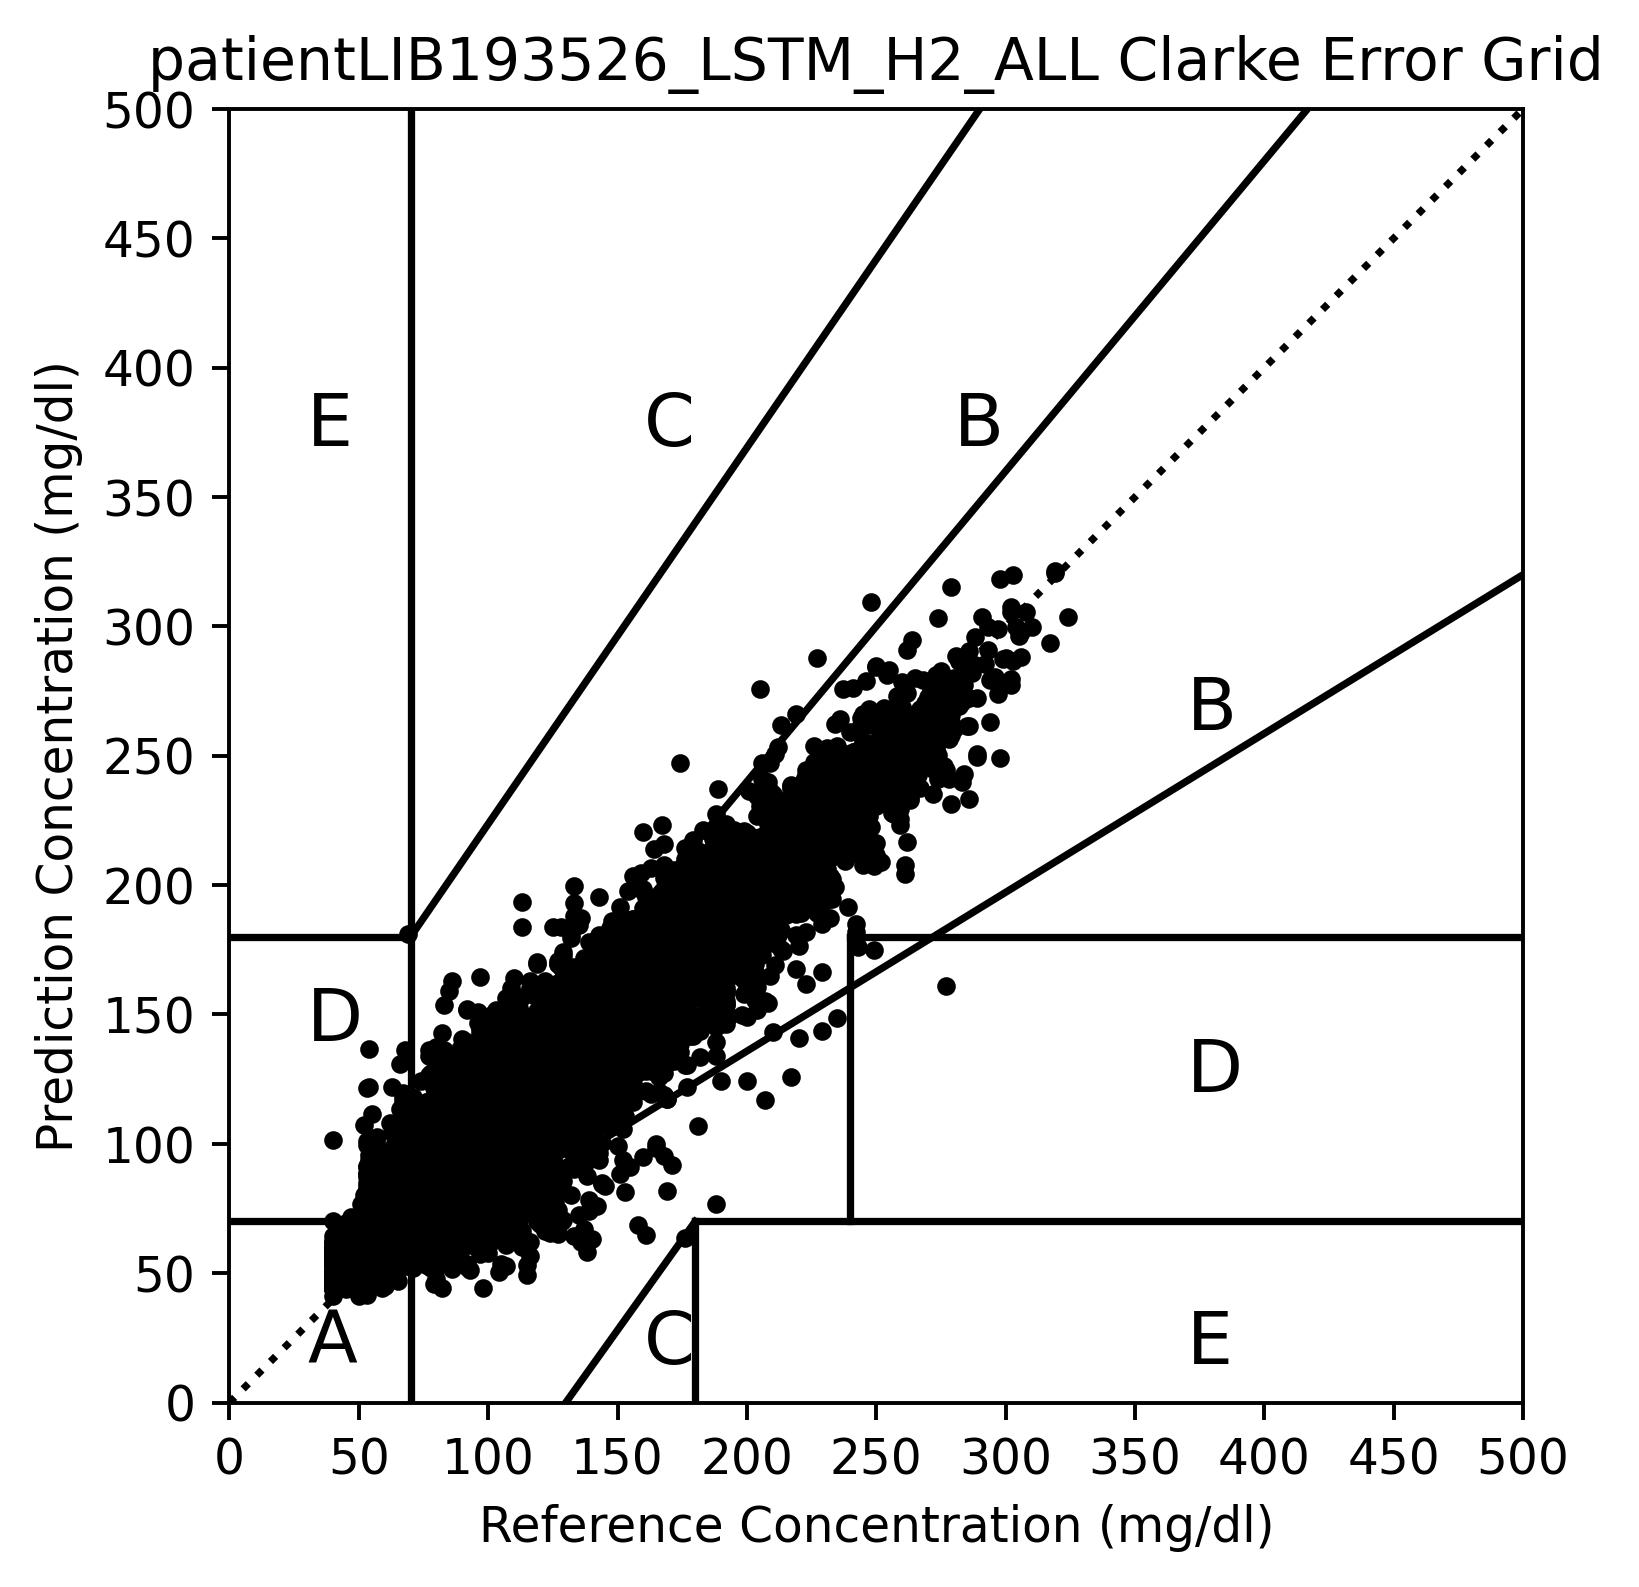 patientLIB193526_LSTM_H2_ALL Clarke Error Grid
500
450
400
350
300
250
200
150
100
50
0
Prediction Concentration (mg/dl)
E
C
B
B
D
D
A
C
E
0 50 100 150 200 250 300 350 400 450 500
Reference Concentration (mg/dl)